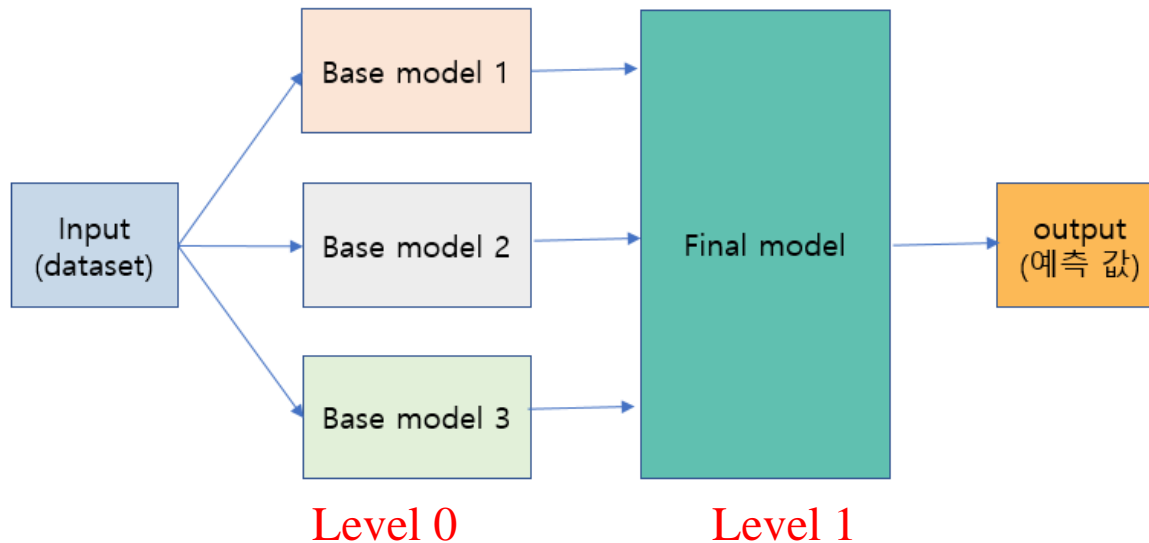 Base model 1
Input
(dataset)
Base model 2
Final model
output
(예측 값)
Base model 3
Level 0
Level 1